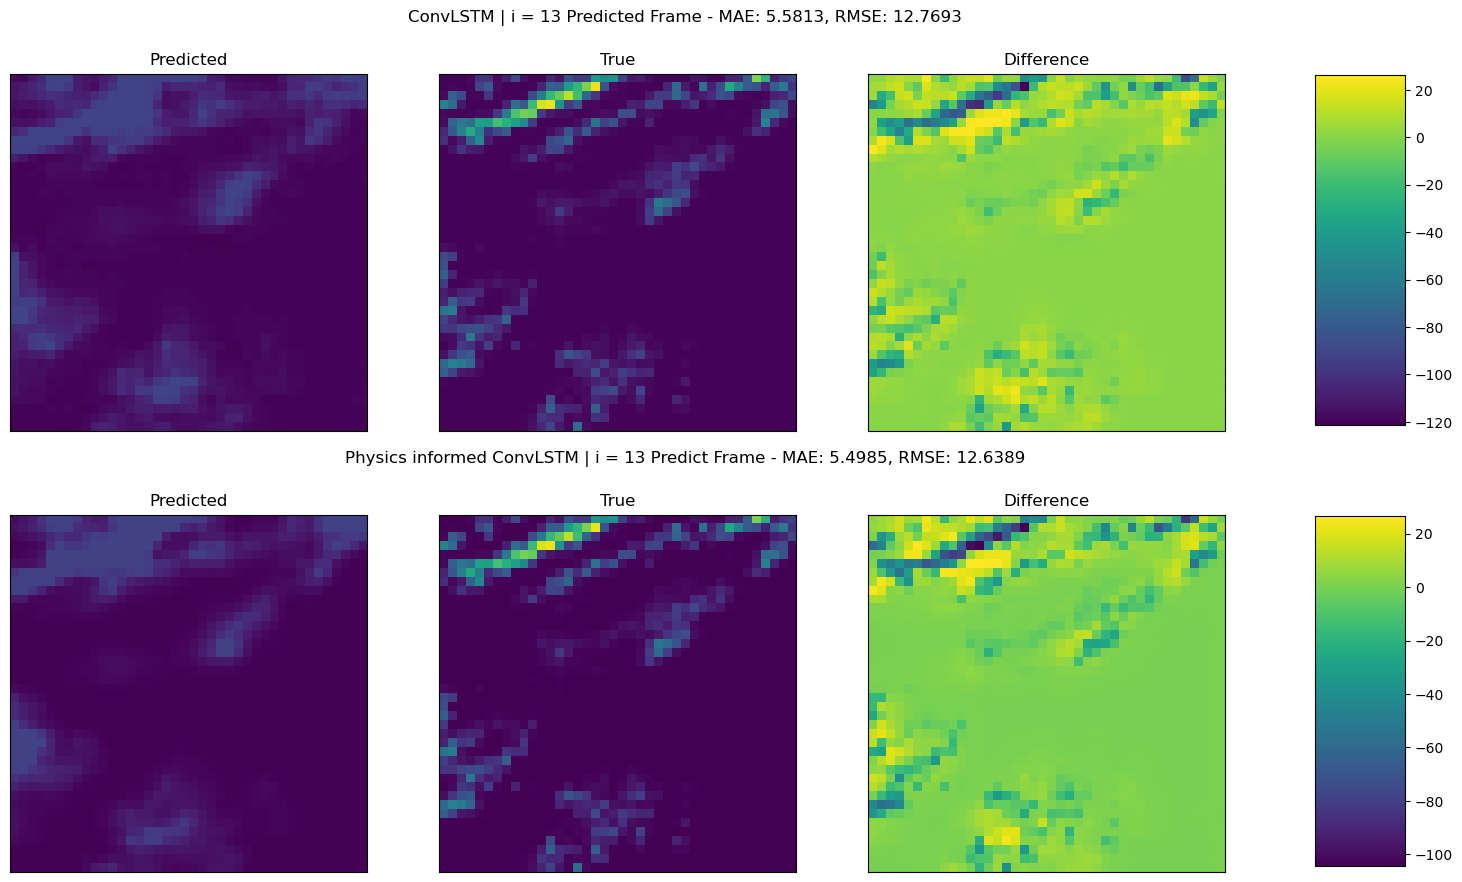 ConvLSTM | i = 13 Predicted Frame - MAE: 5.5813, RMSE: 12.7693
Predicted
True
Difference
20
0
−20
−40
−60
−80
−100
−120
Physics informed ConvLSTM | i = 13 Predict Frame - MAE: 5.4985, RMSE: 12.6389
Predicted
True
Difference
20
0
−20
−40
−60
−80
−100